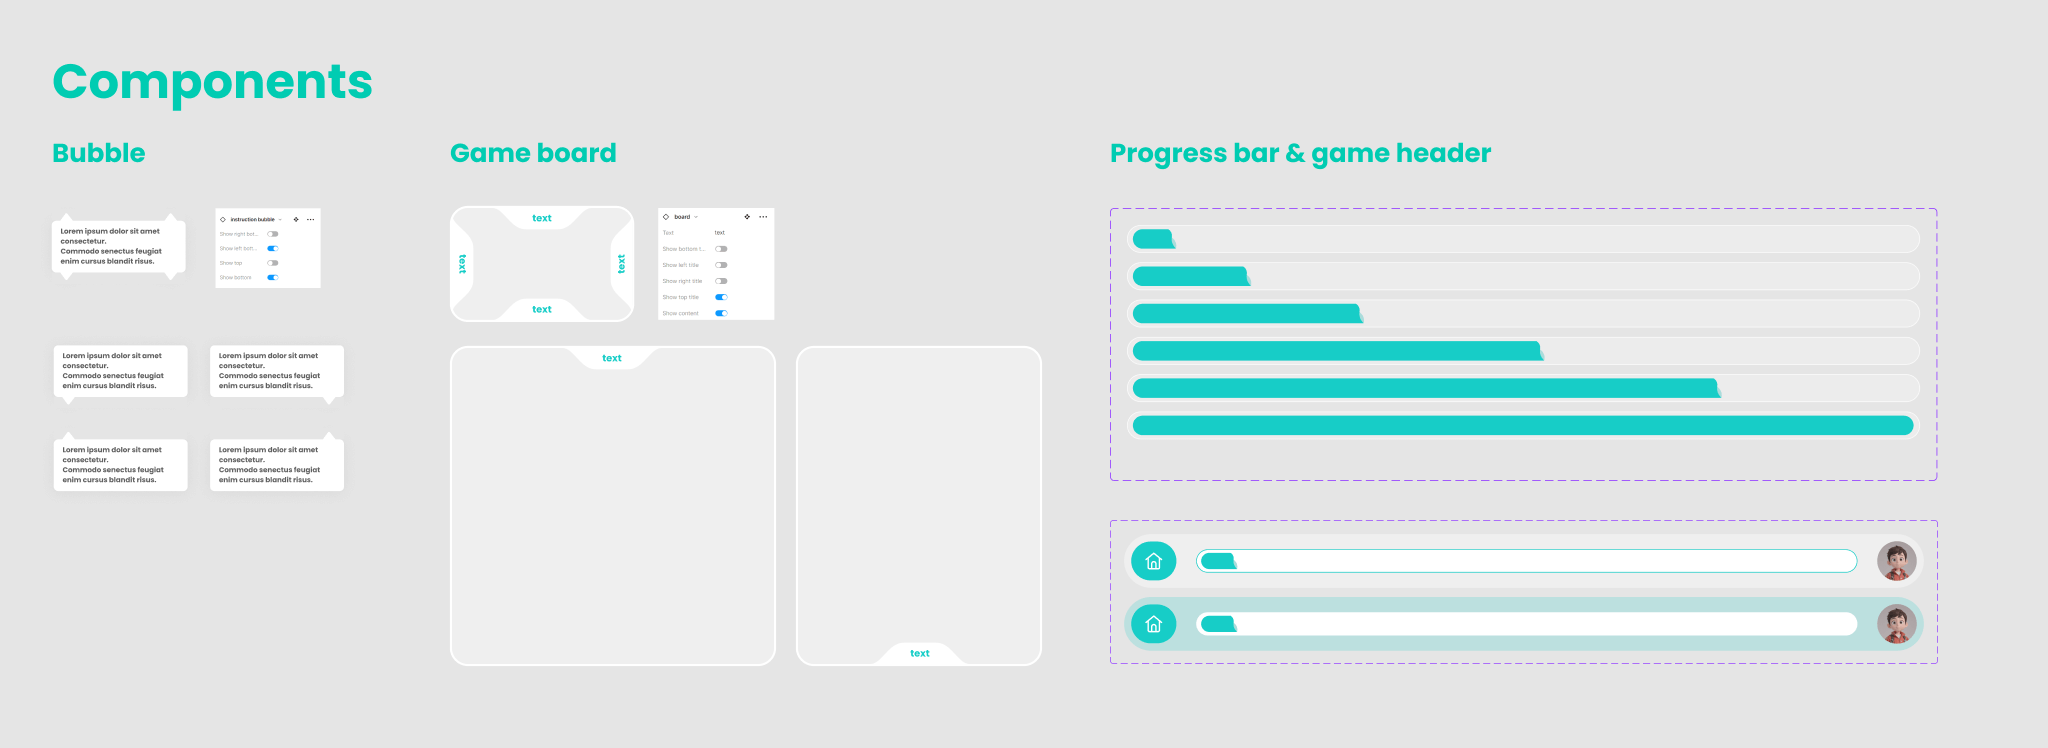 Components
Bubble
Game board
Progress bar & game header
Lorem ipsum dolor sit amet
consectetur.
Commodo senectus feugiat
enim cursus blandit risus.
instruction bubble
Show right bot...
Show left bott...
Show top
Show bottom
Lorem ipsum dolor sit amet
consectetur.
Commodo senectus feugiat
enim cursus blandit risus.
Lorem ipsum dolor sit amet
consectetur.
Commodo senectus feugiat
enim cursus blandit risus.
Lorem ipsum dolor sit amet
consectetur.
Commodo senectus feugiat
enim cursus blandit risus.
Lorem ipsum dolor sit amet
consectetur.
Commodo senectus feugiat
enim cursus blandit risus.
text
text
text
text
board
Text text
Show bottom t...
Show left title
Show right title
Show top title
Show content
text
text